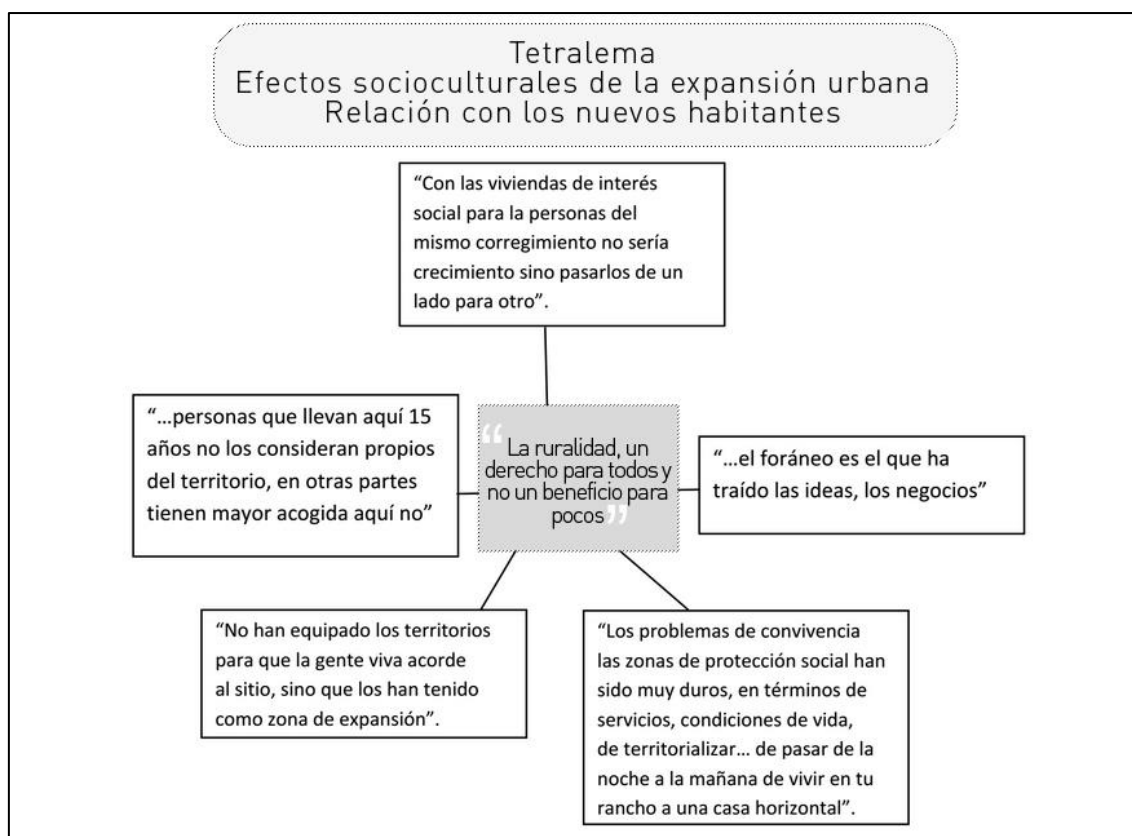 Tetralema
Efectos socioculturales de la expansión urbana
Relación con los nuevos habitantes
“Con las viviendas de interés
social para la personas del
mismo corregimiento no sería
crecimiento sino pasarlos de un
lado para otro”.
“...personas que llevan aquí 15
años no los consideran propios
del territorio, en otras partes
tienen mayor acogida aquí no”
“La ruralidad, un
derecho para todos y
no un beneficio para
pocos”
“...el foráneo es el que ha
traído las ideas, los negocios”
“No han equipado los territorios
para que la gente viva acorde
al sitio, sino que los han tenido
como zona de expansión”.
“Los problemas de convivencia
las zonas de protección social han
sido muy duros, en términos de
servicios, condiciones de vida,
de territorializar... de pasar de la
noche a la mañana de vivir en tu
rancho a una casa horizontal”.